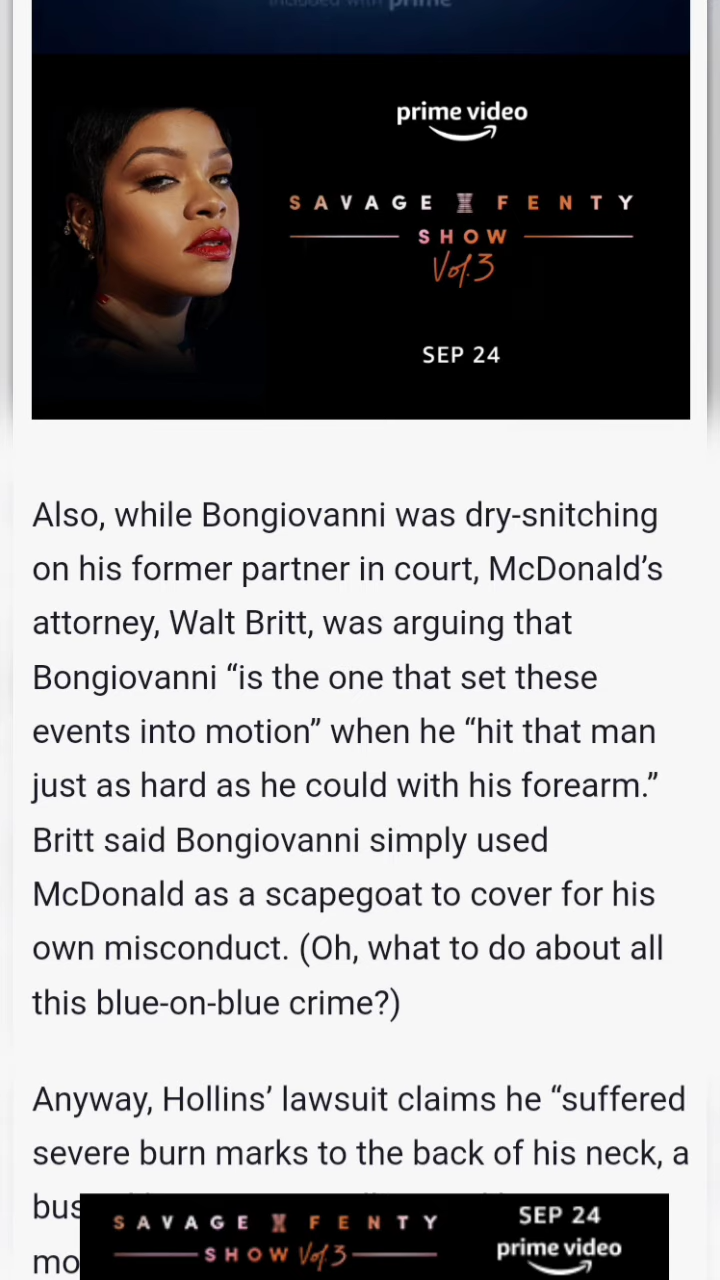 included with prime
prime video
SAVAGE X FENTY
SHOW
Vol.3
SEP 24
Also, while Bongiovanni was dry-snitching
on his former partner in court, McDonald’s
attorney, Walt Britt, was arguing that
Bongiovanni “is the one that set these
events into motion” when he “hit that man
just as hard as he could with his forearm.”
Britt said Bongiovanni simply used
McDonald as a scapegoat to cover for his
own misconduct. (Oh, what to do about all
this blue-on-blue crime?)
Anyway, Hollins’ lawsuit claims he “suffered
severe burn marks to the back of his neck, a
SAVAGE X FENTY
SHOW Vol.3
SEP 24
prime video